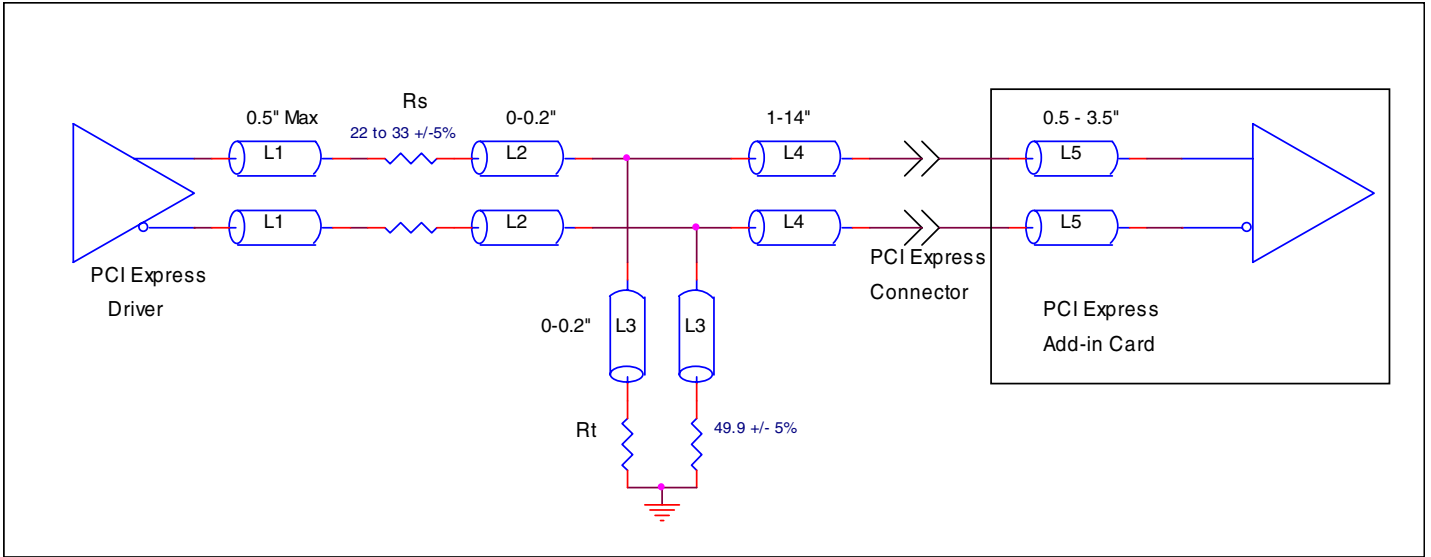 Rs
0.5" Max
22 to 33 +/-5%
0-0.2"
1-14"
0.5 - 3.5"
L1
L2
L4
L5
L1
L2
L4
L5
PCI Express
Driver
PCI Express
Connector
PCI Express
Add-in Card
0-0.2"
L3
L3
Rt
49.9 +/- 5%